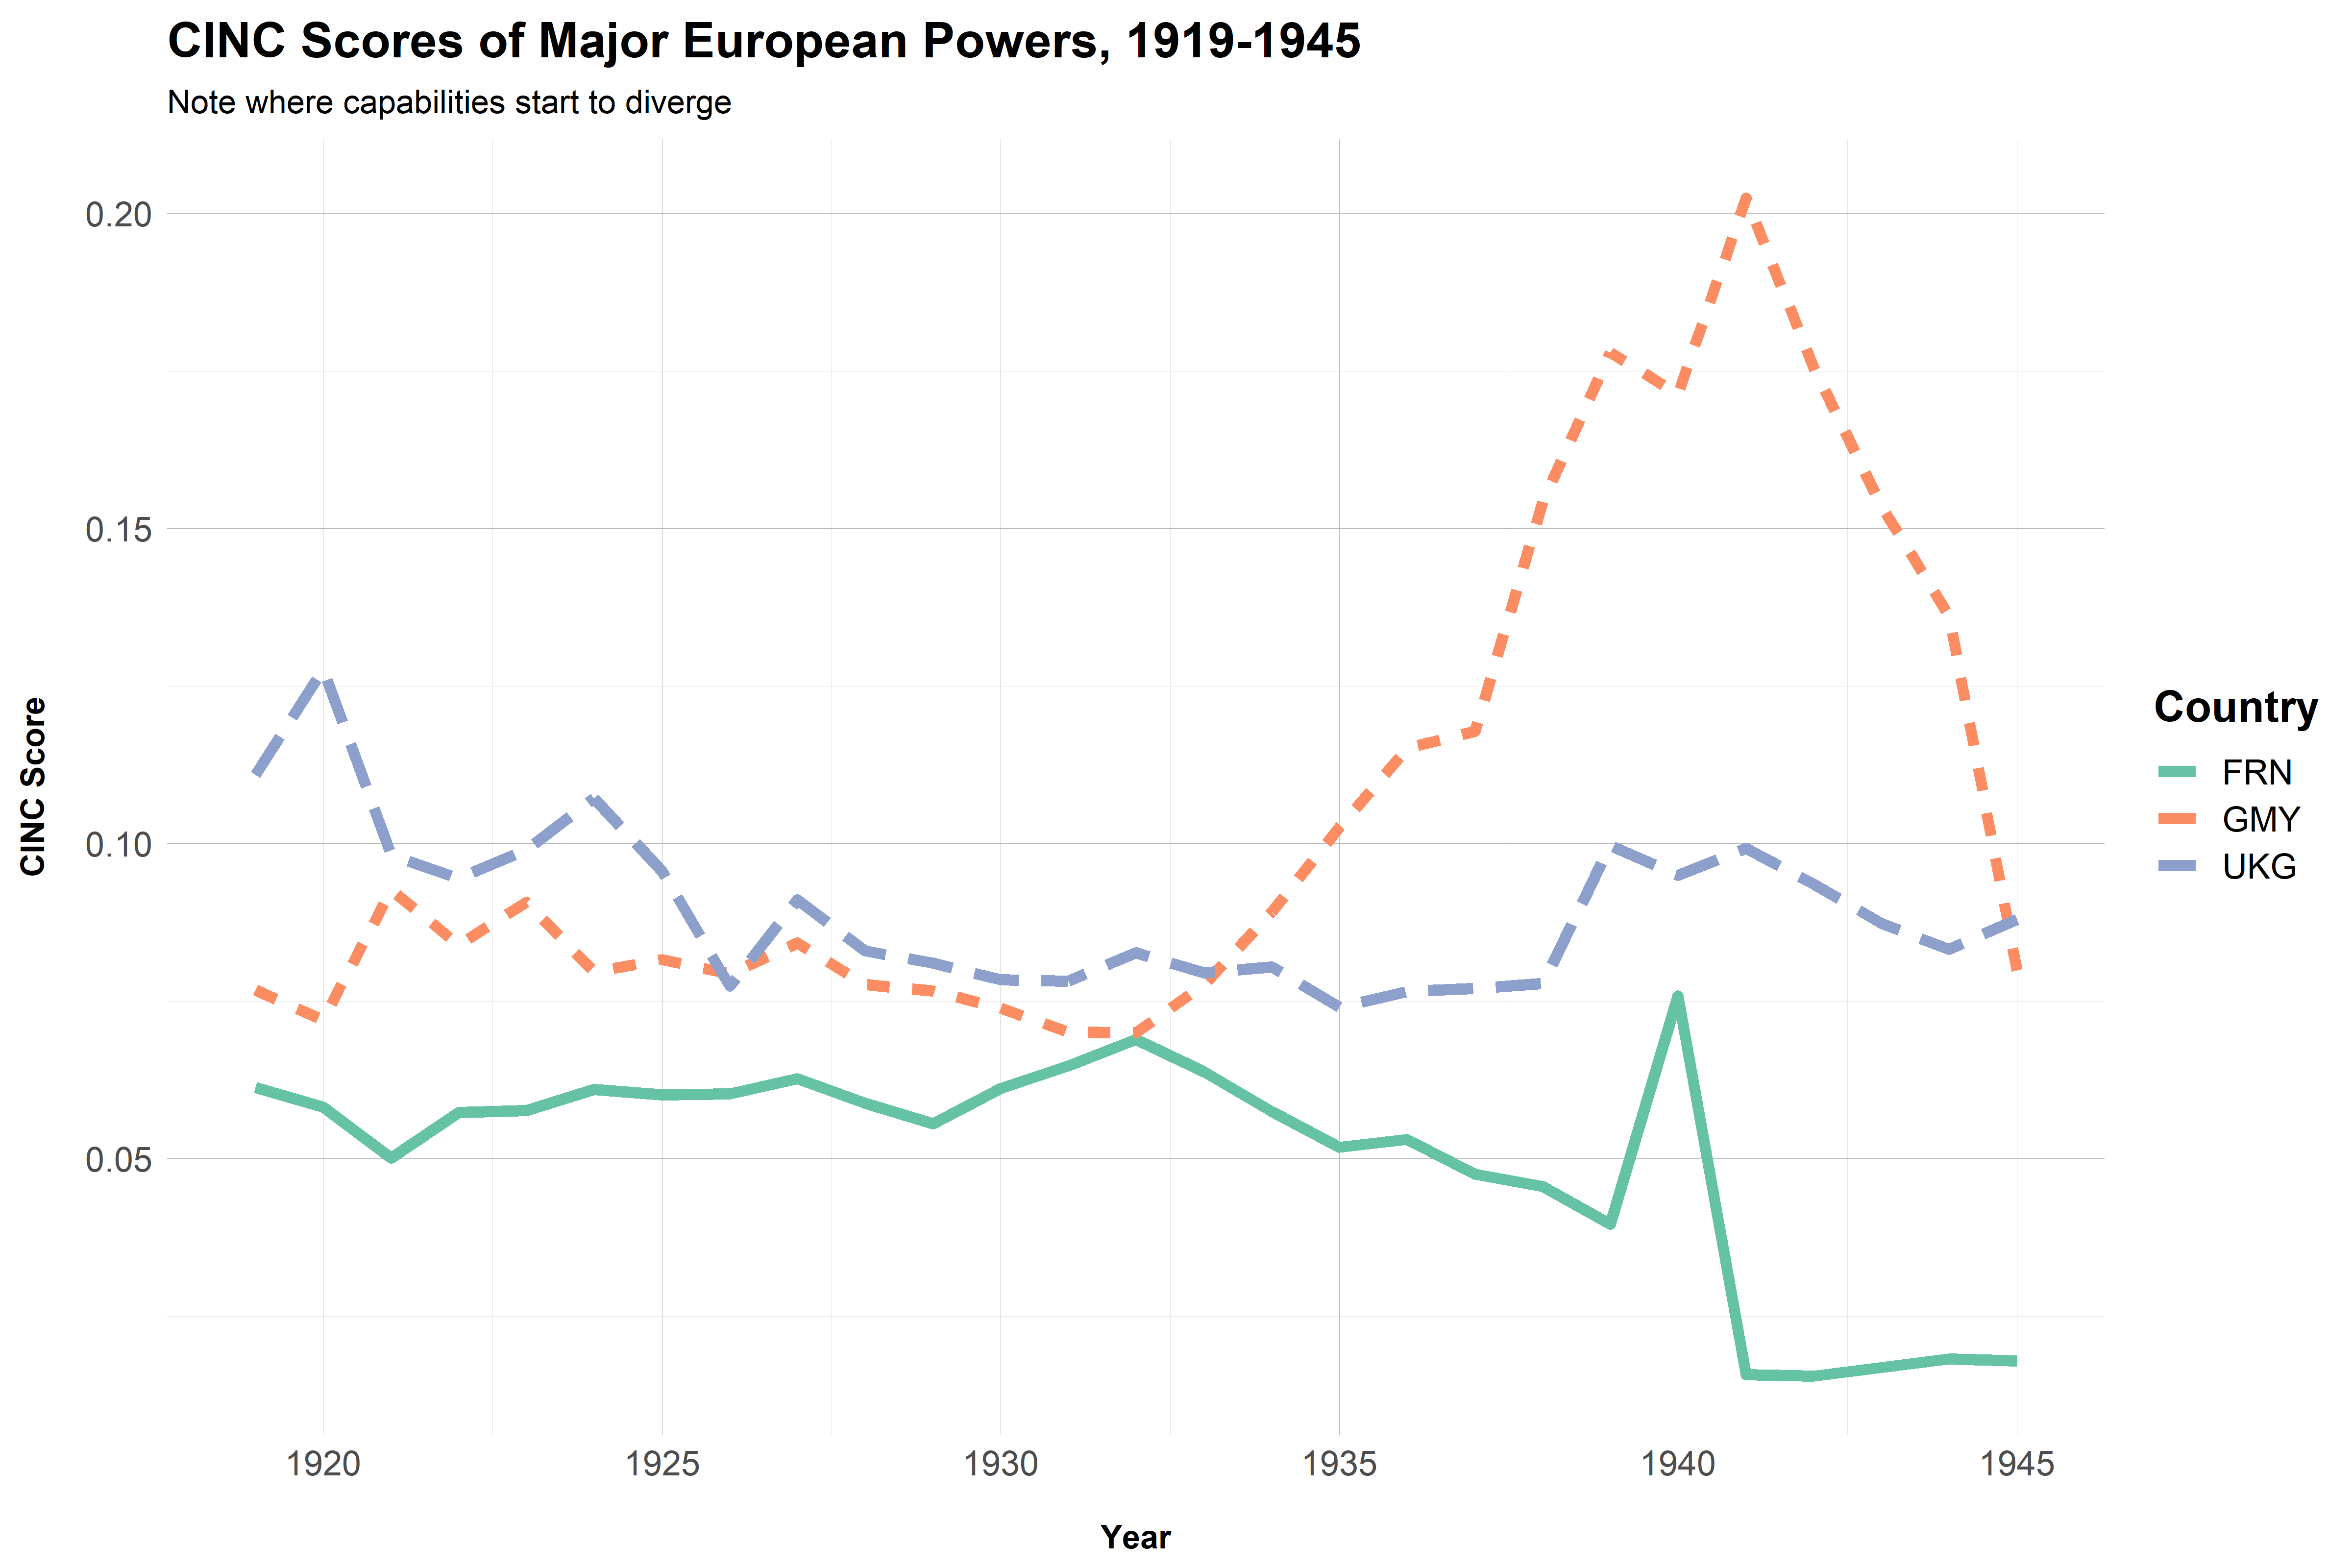 CINC Scores of Major European Powers, 1919-1945
Note where capabilities start to diverge
CINC Score
0.20
0.15
0.10
0.05
1920
1925
1930
1935
1940
1945
Year
Country
FRN
GMY
UKG